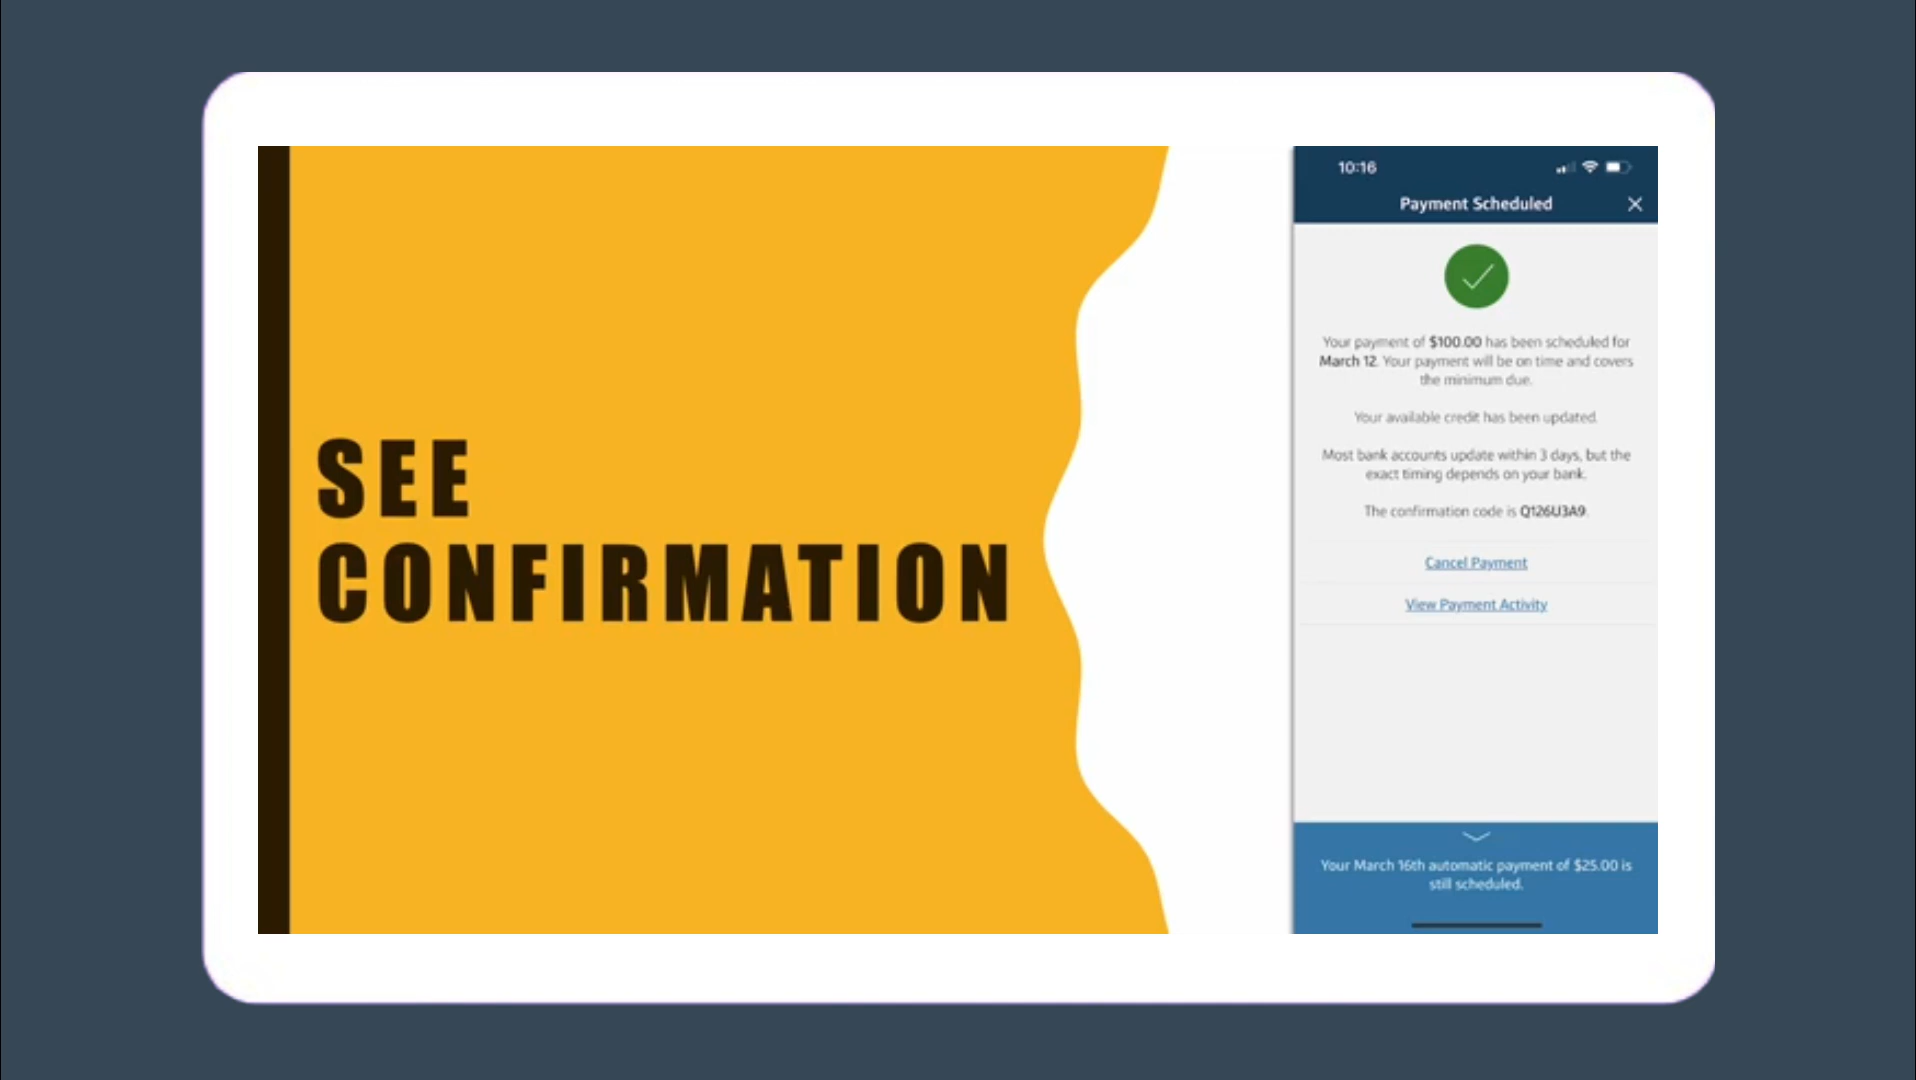 SEE
CONFIRMATION
10:16
Payment Scheduled
Your payment of $100.00 has been scheduled for
March 12. Your payment will be on time and covers
the minimum due.
Your available credit has been updated.
Most bank accounts update within 3 days, but the
exact timing depends on your bank.
The confirmation code is Q126U3A9.
Cancel Payment
View Payment Activity
Your March 16th automatic payment of $25.00 is
still scheduled.